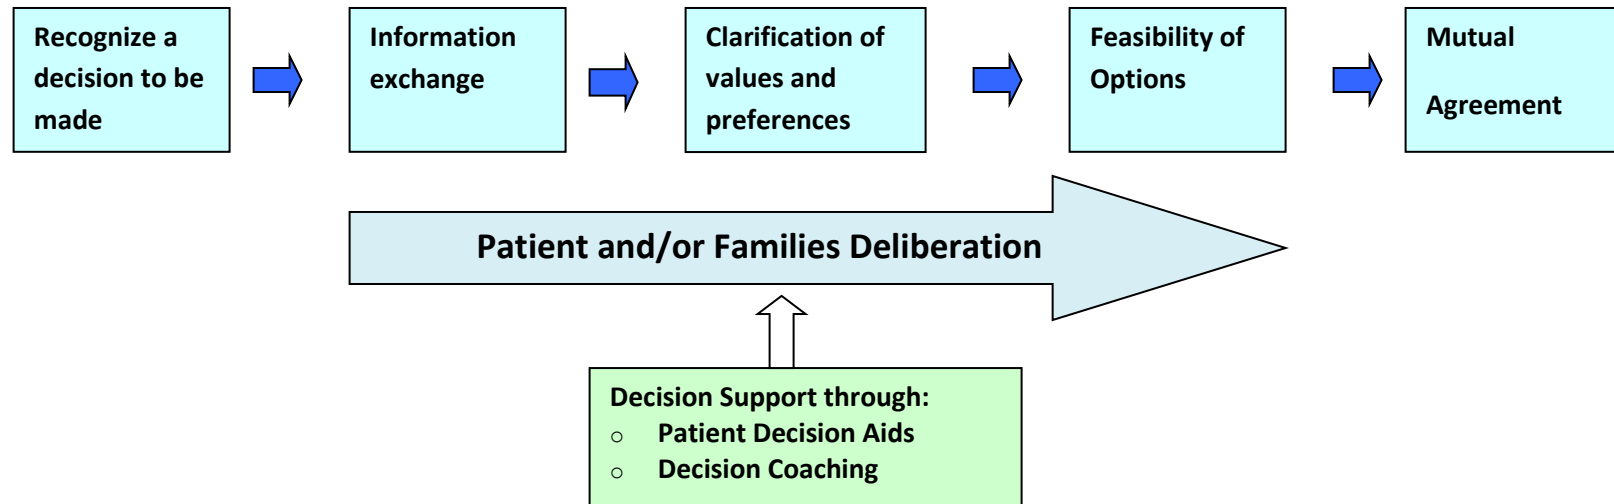 Recognize a
decision to be
made
Information
exchange
Clarification of
values and
preferences
Feasibility of
Options
Mutual
Agreement
Patient and/or Families Deliberation
Decision Support through:
o Patient Decision Aids
o Decision Coaching